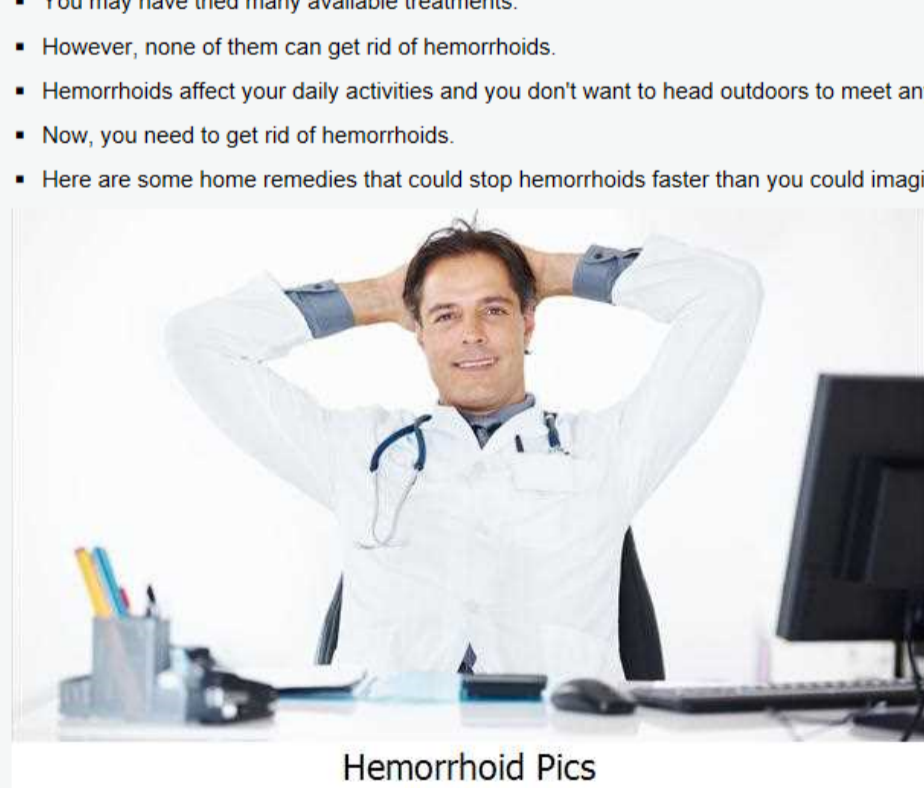 You may have tried many available treatments.
However, none of them can get rid of hemorrhoids.
Hemorrhoids affect your daily activities and you don't want to head outdoors to meet an
Now, you need to get rid of hemorrhoids.
Here are some home remedies that could stop hemorrhoids faster than you could imagi
Hemorrhoid Pics